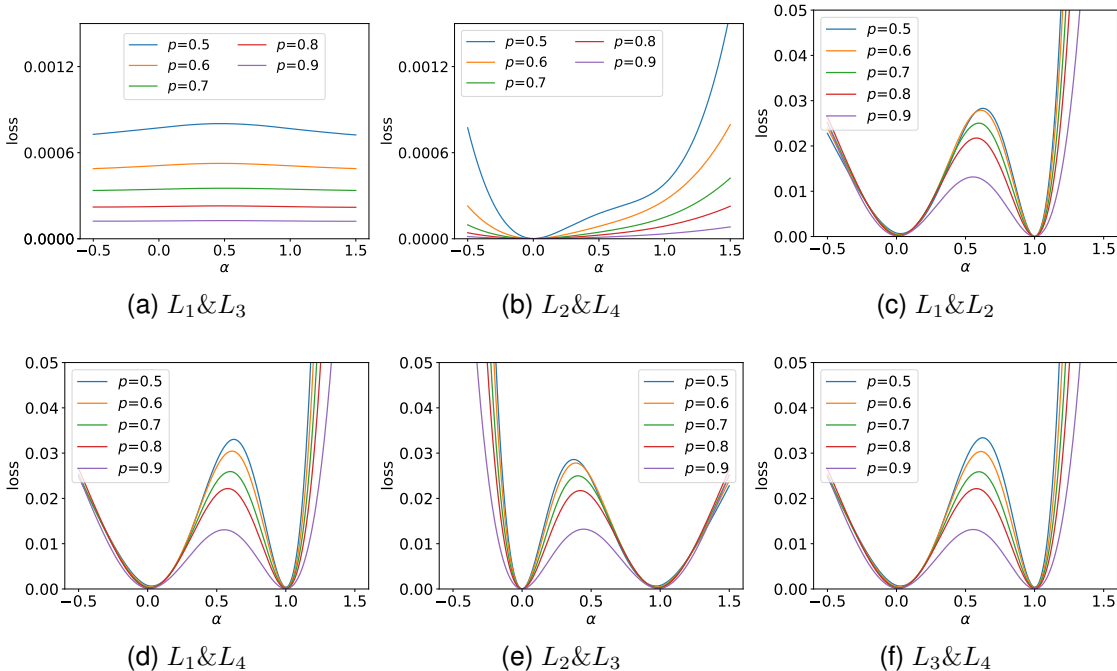 0.0012
0.0006
0.0000
0.0000
loss
p=0.5
p=0.6
p=0.7
p=0.8
p=0.9
−0.5 0.0 0.5 1.0 1.5
α
(a) L1&L3
0.0012
0.0006
0.0000
loss
p=0.5
p=0.6
p=0.7
p=0.8
p=0.9
−0.5 0.0 0.5 1.0 1.5
α
(b) L2&L4
0.05
0.04
0.03
0.02
0.01
0.00
loss
p=0.5
p=0.6
p=0.7
p=0.8
p=0.9
−0.5 0.0 0.5 1.0 1.5
α
(c) L1&L2
0.05
0.04
0.03
0.02
0.01
0.00
loss
p=0.5
p=0.6
p=0.7
p=0.8
p=0.9
−0.5 0.0 0.5 1.0 1.5
α
(d) L1&L4
0.05
0.04
0.03
0.02
0.01
0.00
loss
p=0.5
p=0.6
p=0.7
p=0.8
p=0.9
−0.5 0.0 0.5 1.0 1.5
α
(e) L2&L3
0.05
0.04
0.03
0.02
0.01
0.00
loss
p=0.5
p=0.6
p=0.7
p=0.8
p=0.9
−0.5 0.0 0.5 1.0 1.5
α
(f) L3&L4